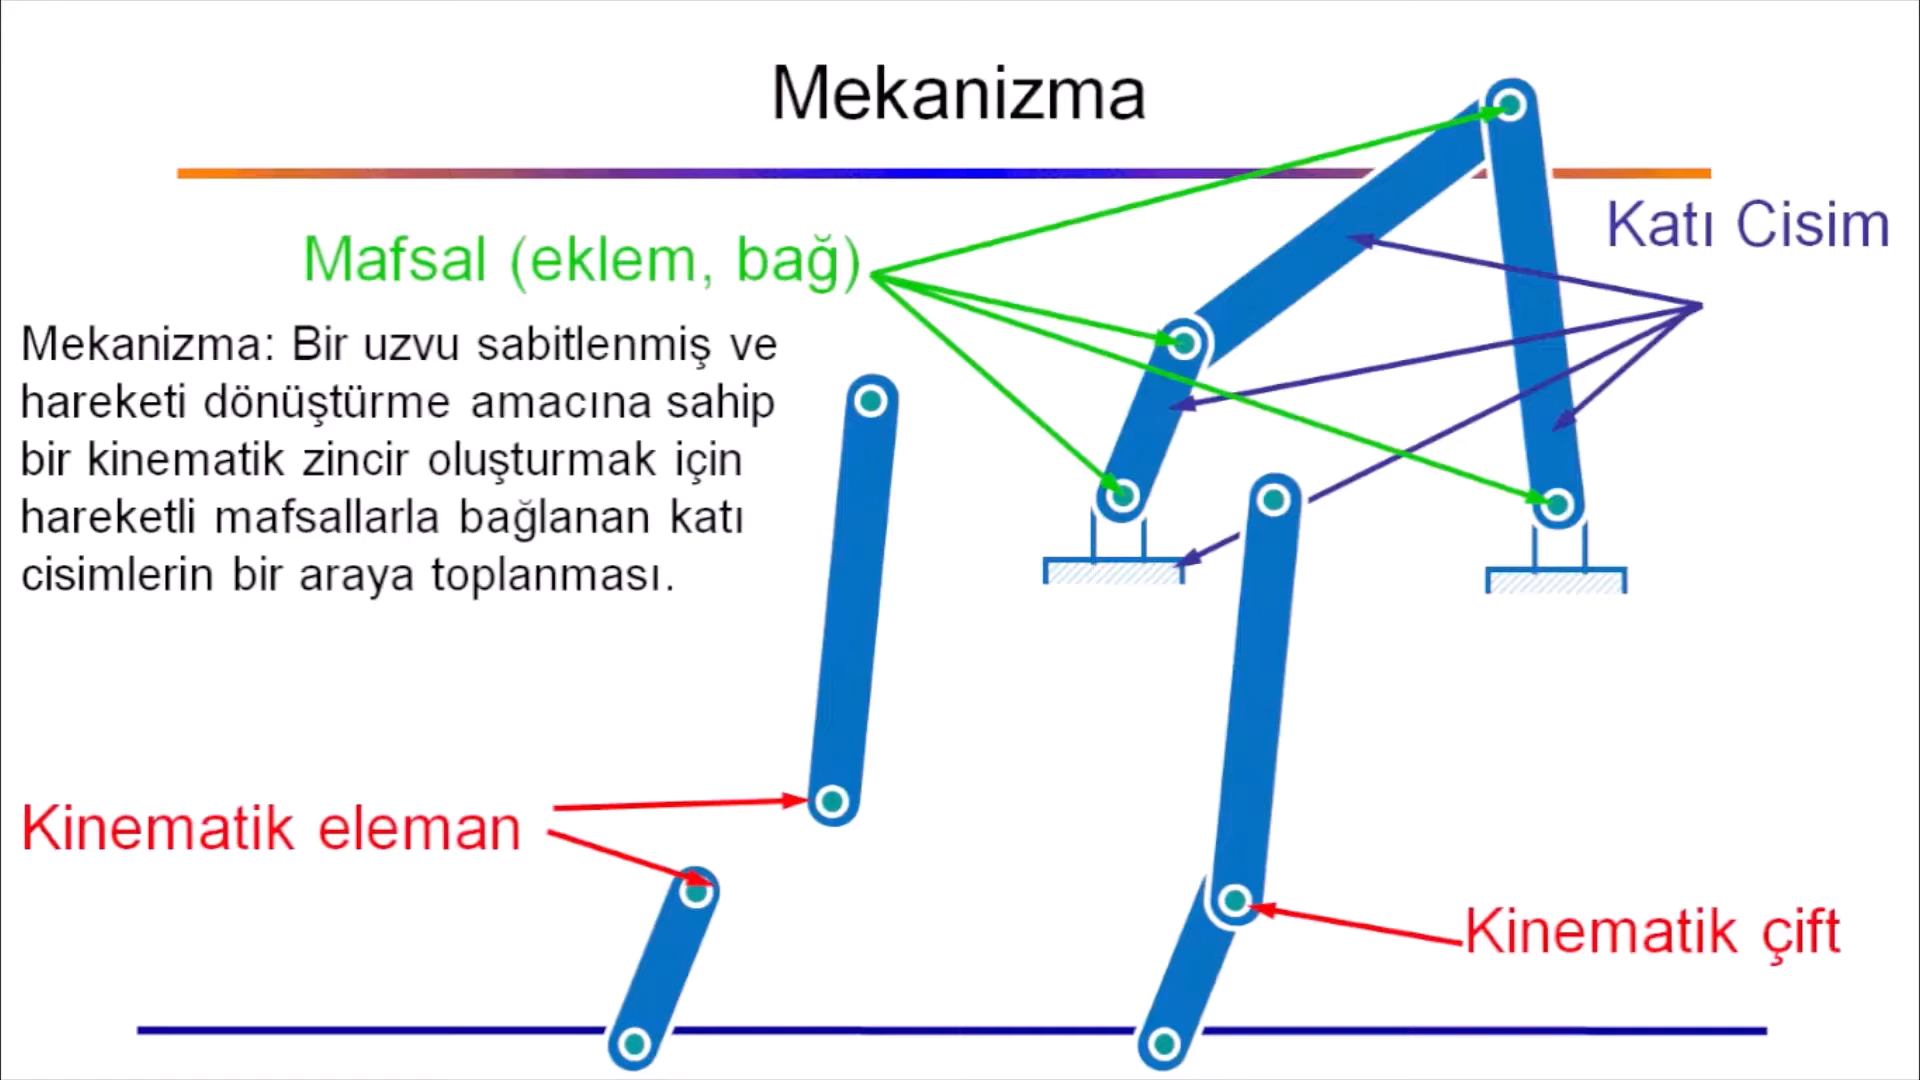 Mekanizma
Mafsal (eklem, bağ)
Katı Cisim
Mekanizma: Bir uzvu sabitlenmiş ve
hareketi dönüştürme amacına sahip
bir kinematik zincir oluşturmak için
hareketli mafsallarla bağlanan katı
cisimlerin bir araya toplanması.
Kinematik eleman
Kinematik çift